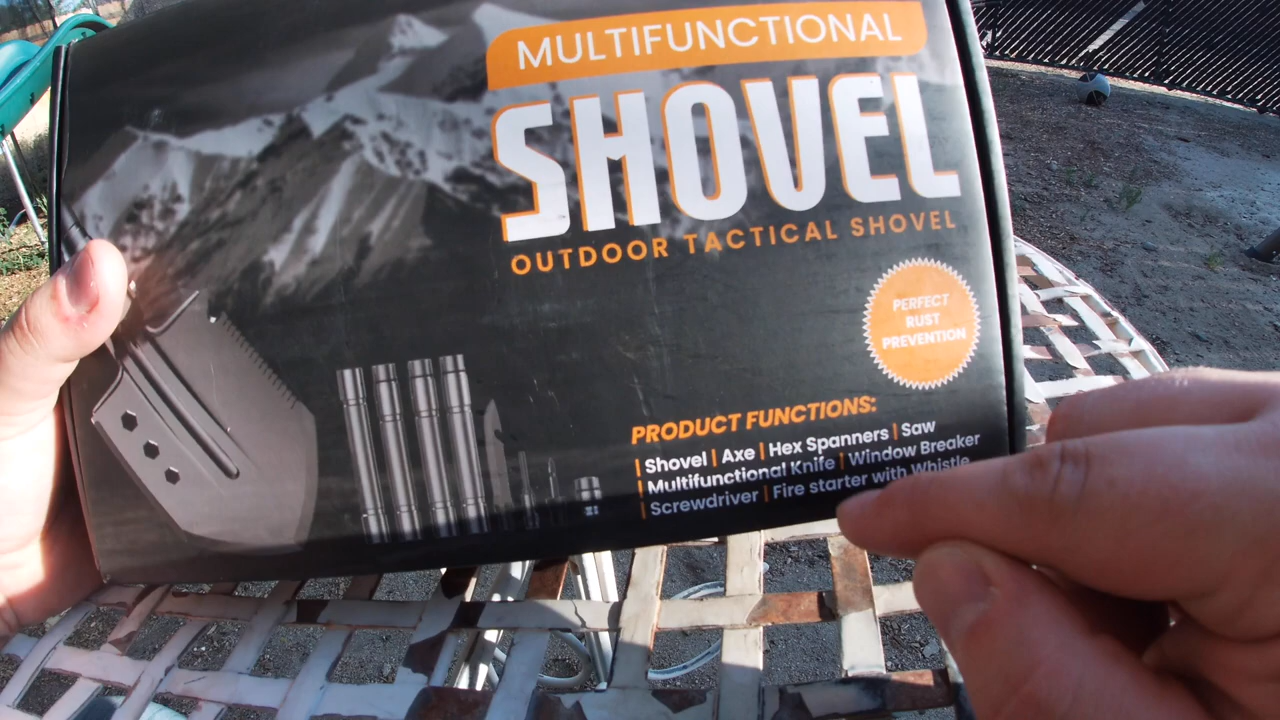 MULTIFUNCTIONAL
SHOVEL
OUTDOOR TACTICAL SHOVEL
PERFECT
RUST
PREVENTION
PRODUCT FUNCTIONS:
| Shovel | Axe | Hex Spanners | Saw
| Multifunctional Knife | Window Breaker
| Screwdriver | Fire starter with Whistle